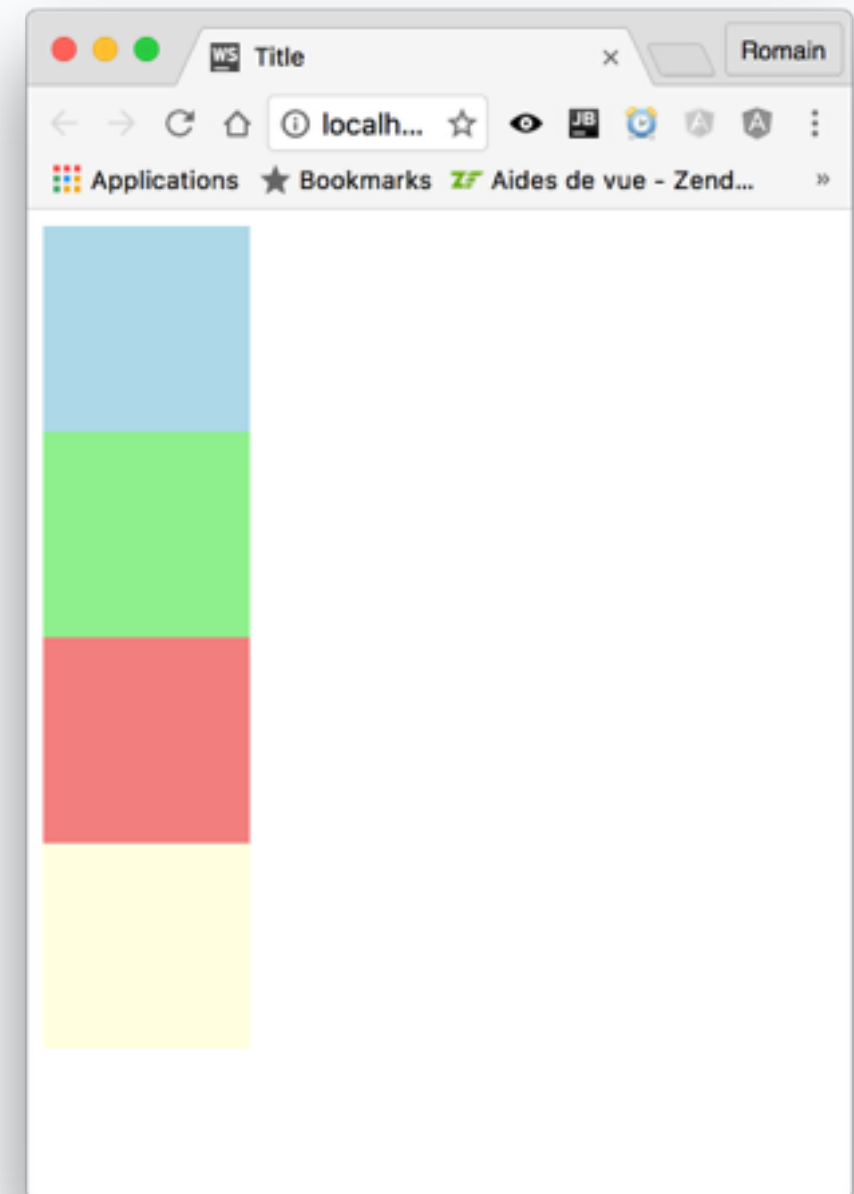 WS Title Romain
localh... JB A A
Applications Bookmarks ZF Aides de vue - Zend... »